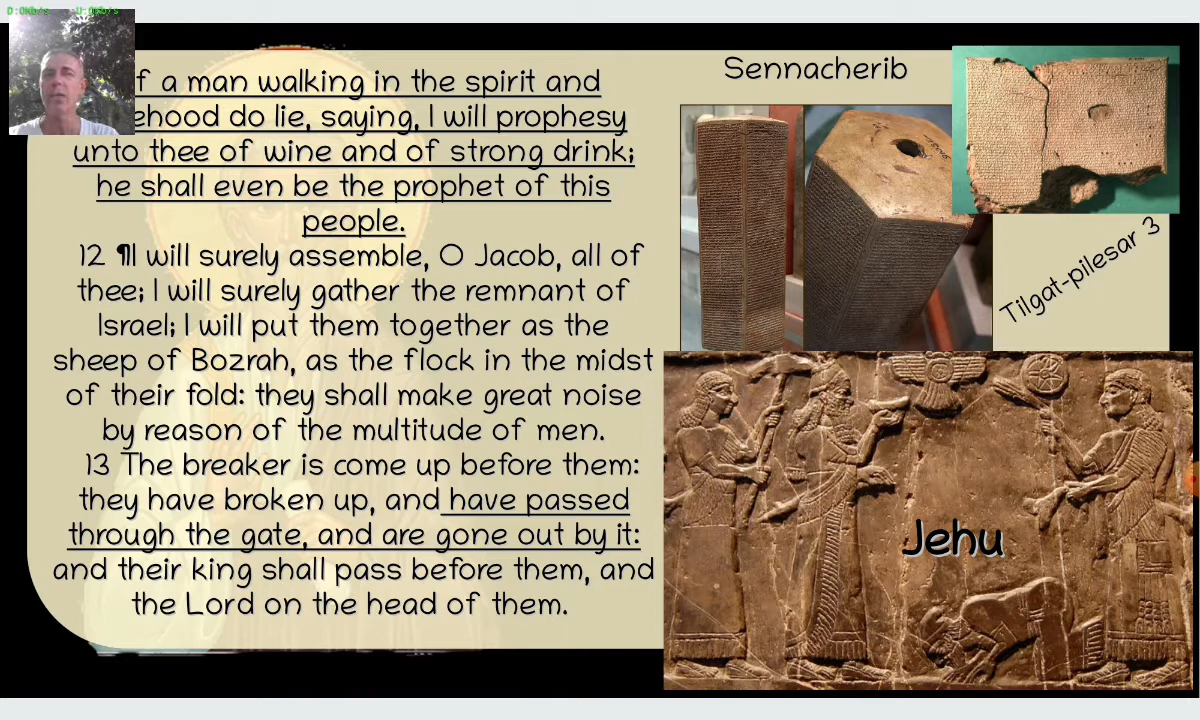 f a man walking in the spirit and
ehood do lie, saying, I will prophesy
unto thee of wine and of strong drink;
he shall even be the prophet of this
people.
12 ¶I will surely assemble, O Jacob, all of
thee; I will surely gather the remnant of
Israel; I will put them together as the
sheep of Bozrah, as the flock in the midst
of their fold: they shall make great noise
by reason of the multitude of men.
13 The breaker is come up before them:
they have broken up, and have passed
through the gate, and are gone out by it:
and their king shall pass before them, and
the Lord on the head of them.
Sennacherib
Tilgat-pilesar 3
Jehu